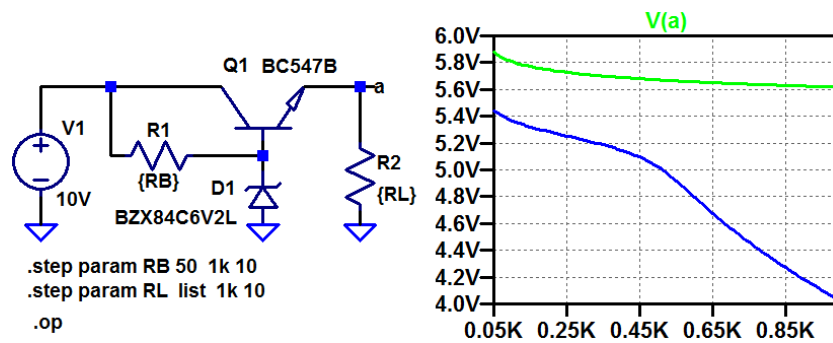 V(a)
Q1 BC547B
a
V1
10V
R1
{RB}
D1
BZX84C6V2L
R2
{RL}
.step param RB 50 1k 10
.step param RL list 1k 10
.op
6.0V
5.8V
5.6V
5.4V
5.2V
5.0V
4.8V
4.6V
4.4V
4.2V
4.0V
0.05K 0.25K 0.45K 0.65K 0.85K